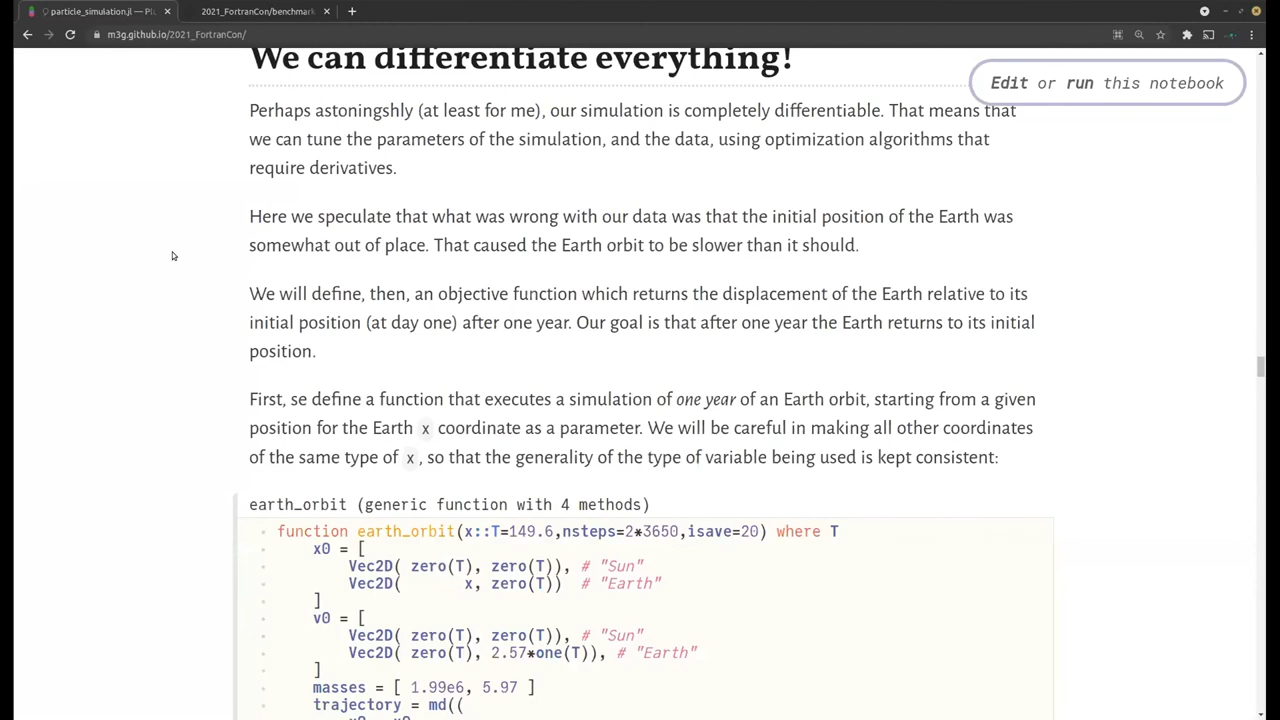 particle_simulation.jl — Pl
2021_FortranCon/benchmark
m3g.github.io/2021_FortranCon/
We can differentiate everything!
Edit or run this notebook
Perhaps astoningshly (at least for me), our simulation is completely differentiable. That means that
we can tune the parameters of the simulation, and the data, using optimization algorithms that
require derivatives.
Here we speculate that what was wrong with our data was that the initial position of the Earth was
somewhat out of place. That caused the Earth orbit to be slower than it should.
We will define, then, an objective function which returns the displacement of the Earth relative to its
initial position (at day one) after one year. Our goal is that after one year the Earth returns to its initial
position.
First, se define a function that executes a simulation of one year of an Earth orbit, starting from a given
position for the Earth x coordinate as a parameter. We will be careful in making all other coordinates
of the same type of x, so that the generality of the type of variable being used is kept consistent:
earth_orbit (generic function with 4 methods)
function earth_orbit(x::T=149.6,nsteps=2*3650,isave=20) where T
x0 = [
Vec2D( zero(T), zero(T)), # "Sun"
Vec2D( x, zero(T)) # "Earth"
]
v0 = [
Vec2D( zero(T), zero(T)), # "Sun"
Vec2D( zero(T), 2.57*one(T)), # "Earth"
]
masses = [ 1.99e6, 5.97 ]
trajectory = md((